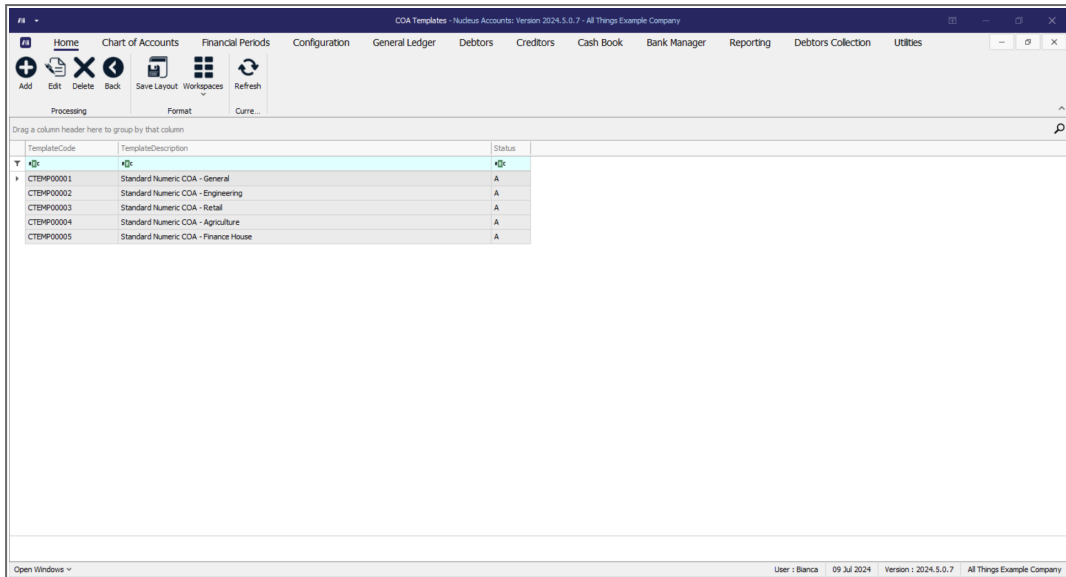 COA Templates - Nucleus Accounts: Version 2024.5.0.7 - All Things Example Company
Home Chart of Accounts Financial Periods Configuration General Ledger Debtors Creditors Cash Book Bank Manager Reporting Debtors Collection Utilities
Add Edit Delete Back Save Layout Workspaces Refresh
Processing Format Curre...
Drag a column header here to group by that column
TemplateCode TemplateDescription Status
CTEMP00001 Standard Numeric COA - General A
CTEMP00002 Standard Numeric COA - Engineering A
CTEMP00003 Standard Numeric COA - Retail A
CTEMP00004 Standard Numeric COA - Agriculture A
CTEMP00005 Standard Numeric COA - Finance House A
Open Windows User : Bianca 09 Jul 2024 Version : 2024.5.0.7 All Things Example Company